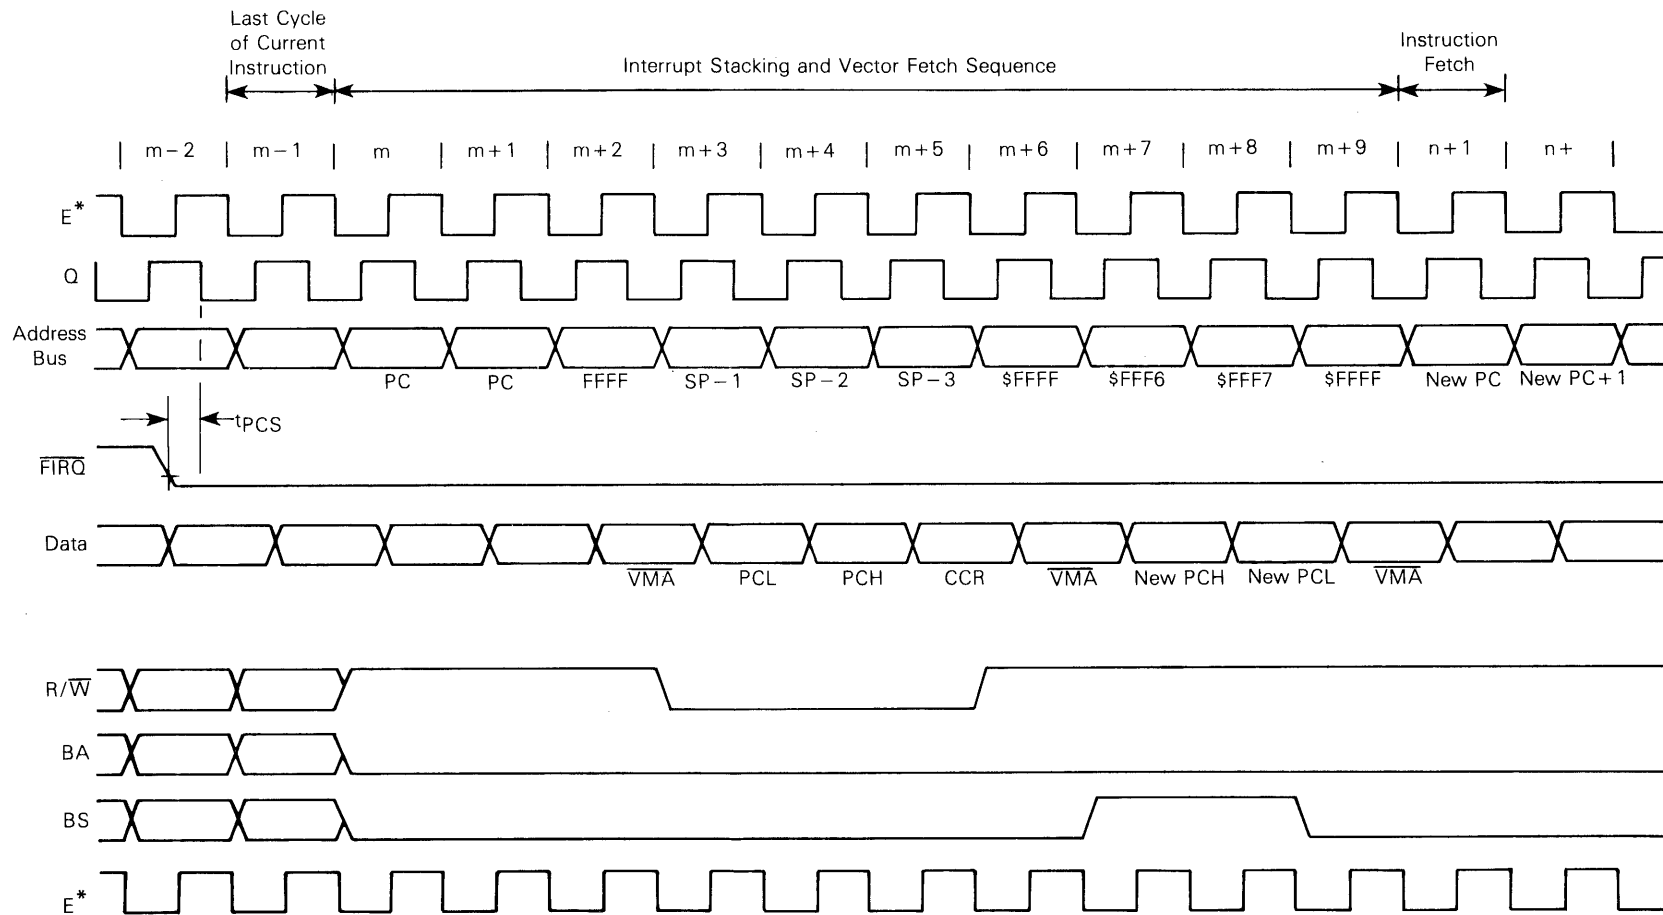 Last Cycle
of Current
Instruction
Interrupt Stacking and Vector Fetch Sequence
Instruction
Fetch
m−2 m−1 m m+1 m+2 m+3 m+4 m+5 m+6 m+7 m+8 m+9 n+1 n+
E*
Q
Address
Bus
PC PC FFFF SP−1 SP−2 SP−3 $FFFF $FFF6 $FFF7 $FFFF New PC New PC+1
tPCS
FIRQ
Data
VMA PCL PCH CCR VMA New PCH New PCL VMA
R/W
BA
BS
E*